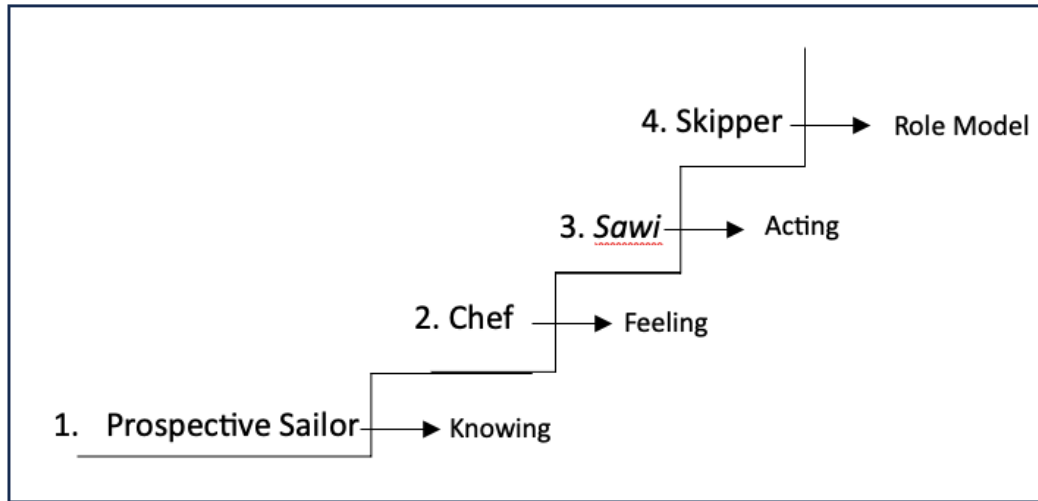 4. Skipper Role Model
3. Sawi Acting
2. Chef Feeling
1. Prospective Sailor Knowing